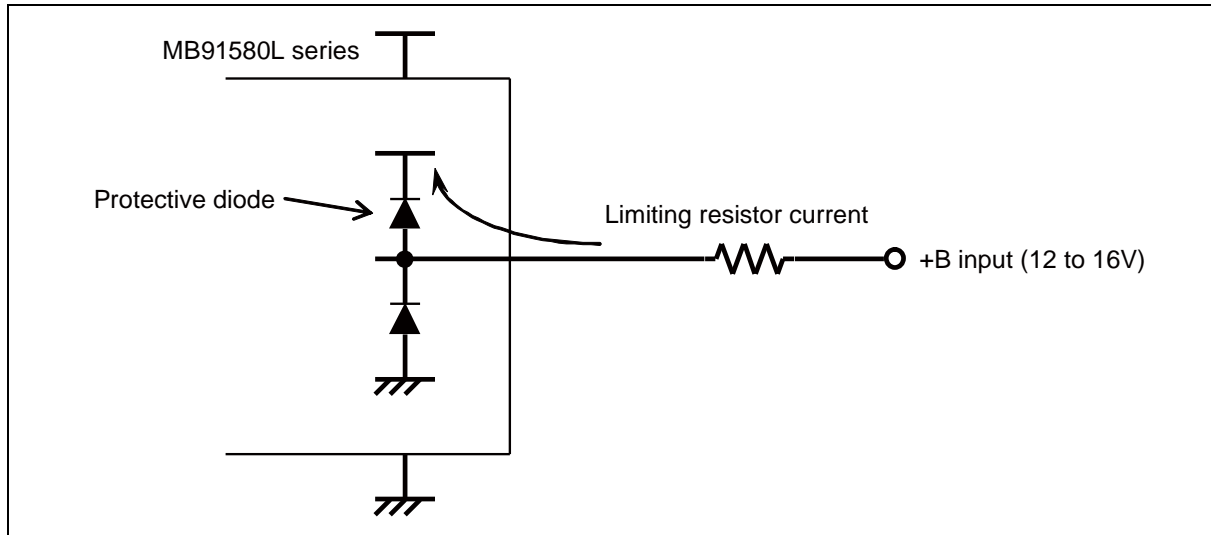 MB91580L series
Protective diode
Limiting resistor current
+B input (12 to 16V)